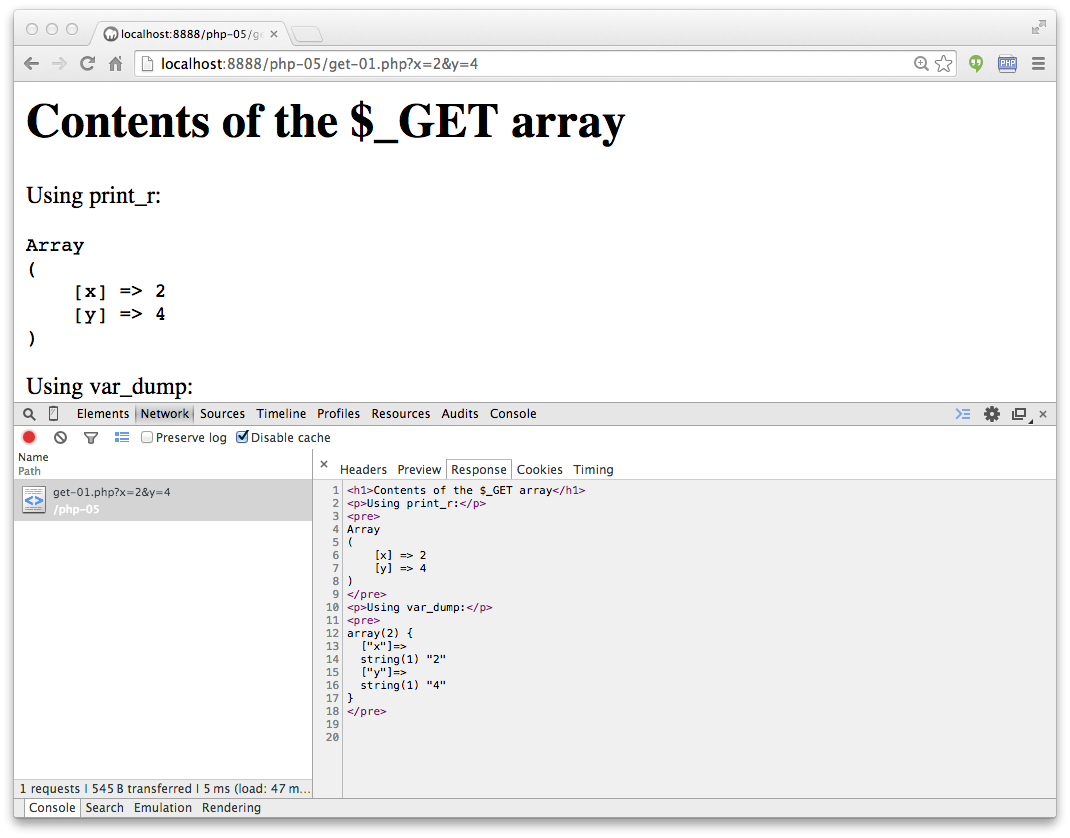 localhost:8888/php-05/ge
localhost:8888/php-05/get-01.php?x=2&y=4
PHP
Contents of the $_GET array
Using print_r:
Array
(
    [x] => 2
    [y] => 4
)
Using var_dump:
Elements Network Sources Timeline Profiles Resources Audits Console
Preserve log Disable cache
Name
Path
get-01.php?x=2&y=4
/php-05
Headers Preview Response Cookies Timing
1 <h1>Contents of the $_GET array</h1>
2 <p>Using print_r:</p>
3 <pre>
4 Array
5 (
6     [x] => 2
7     [y] => 4
8 )
9 </pre>
10 <p>Using var_dump:</p>
11 <pre>
12 array(2) {
13   ["x"]=>
14   string(1) "2"
15   ["y"]=>
16   string(1) "4"
17 }
18 </pre>
19
20
1 requests | 545 B transferred | 5 ms (load: 47 m...
Console Search Emulation Rendering